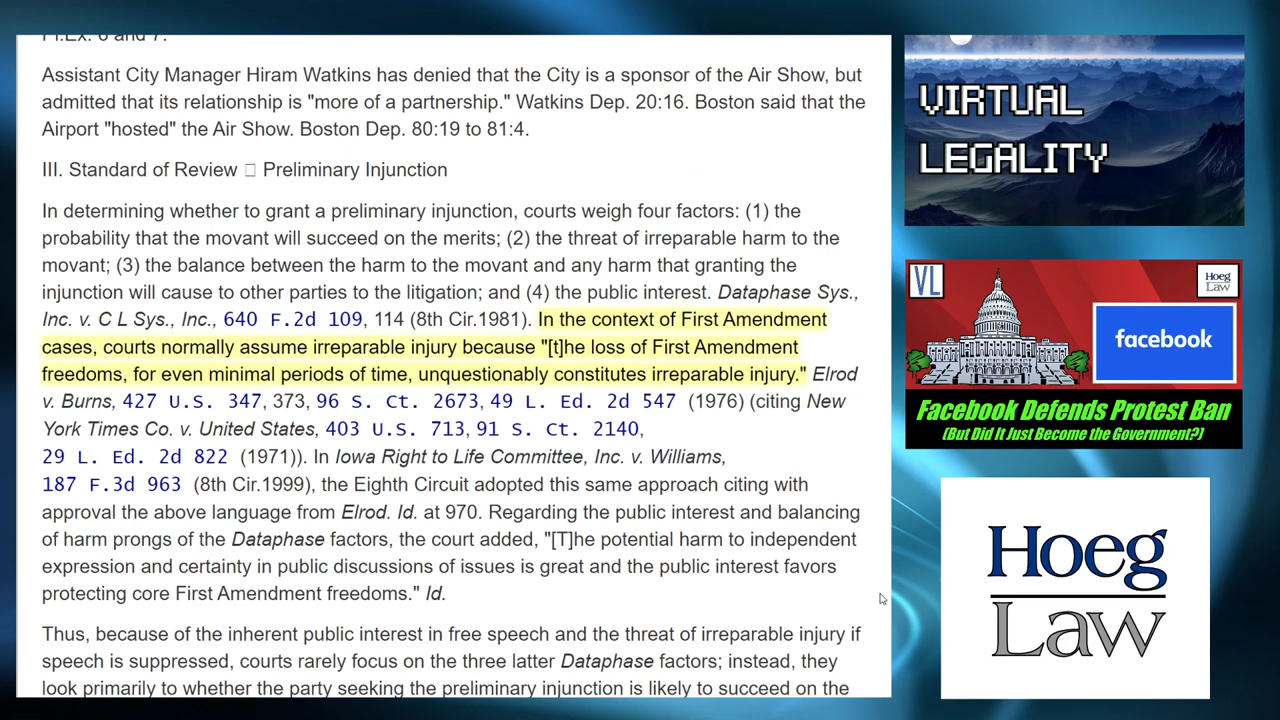 Pl.Ex. 6 and 7.
Assistant City Manager Hiram Watkins has denied that the City is a sponsor of the Air Show, but
admitted that its relationship is "more of a partnership." Watkins Dep. 20:16. Boston said that the
Airport "hosted" the Air Show. Boston Dep. 80:19 to 81:4.
III. Standard of Review □ Preliminary Injunction
In determining whether to grant a preliminary injunction, courts weigh four factors: (1) the
probability that the movant will succeed on the merits; (2) the threat of irreparable harm to the
movant; (3) the balance between the harm to the movant and any harm that granting the
injunction will cause to other parties to the litigation; and (4) the public interest. Dataphase Sys.,
Inc. v. C L Sys., Inc., 640 F.2d 109, 114 (8th Cir.1981). In the context of First Amendment
cases, courts normally assume irreparable injury because "[t]he loss of First Amendment
freedoms, for even minimal periods of time, unquestionably constitutes irreparable injury." Elrod
v. Burns, 427 U.S. 347, 373, 96 S. Ct. 2673, 49 L. Ed. 2d 547 (1976) (citing New
York Times Co. v. United States, 403 U.S. 713, 91 S. Ct. 2140,
29 L. Ed. 2d 822 (1971)). In Iowa Right to Life Committee, Inc. v. Williams,
187 F.3d 963 (8th Cir.1999), the Eighth Circuit adopted this same approach citing with
approval the above language from Elrod. Id. at 970. Regarding the public interest and balancing
of harm prongs of the Dataphase factors, the court added, "[T]he potential harm to independent
expression and certainty in public discussions of issues is great and the public interest favors
protecting core First Amendment freedoms." Id.
Thus, because of the inherent public interest in free speech and the threat of irreparable injury if
speech is suppressed, courts rarely focus on the three latter Dataphase factors; instead, they
look primarily to whether the party seeking the preliminary injunction is likely to succeed on the
VIRTUAL
LEGALITY
VL
Hoeg
Law
facebook
Facebook Defends Protest Ban
(But Did It Just Become the Government?)
Hoeg
Law